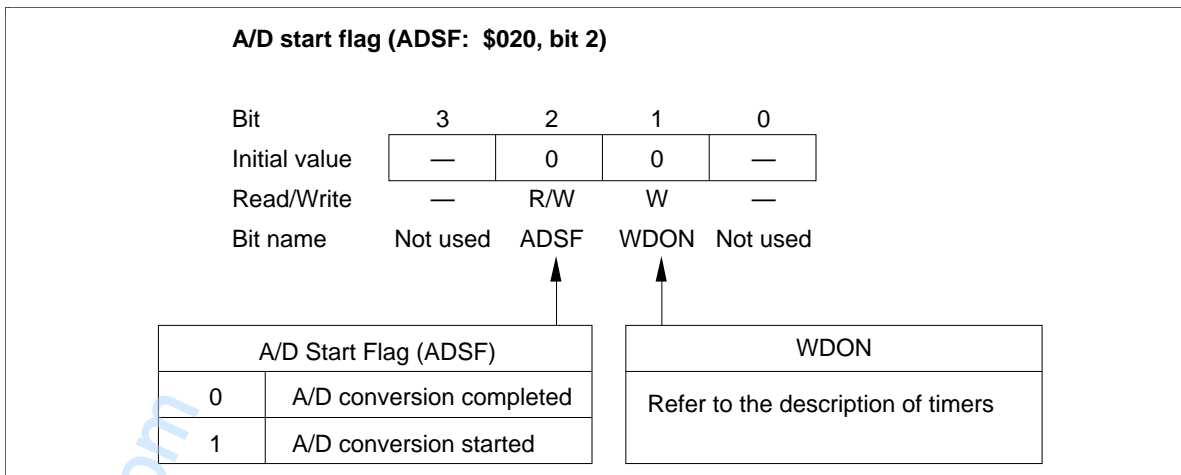 A/D start flag (ADSF: $020, bit 2)
Bit 3 2 1 0
Initial value — 0 0 —
Read/Write — R/W W —
Bit name Not used ADSF WDON Not used
A/D Start Flag (ADSF)
0 A/D conversion completed
1 A/D conversion started
WDON
Refer to the description of timers
om